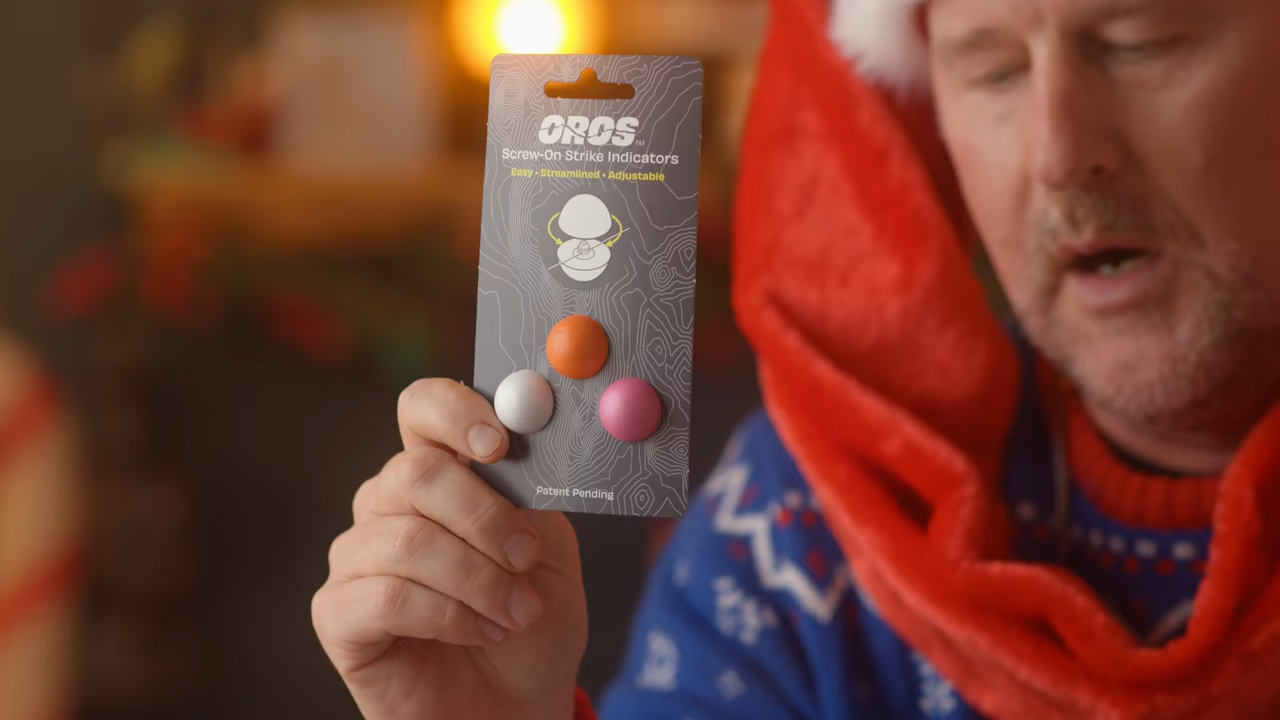 OROS™
Screw-On Strike Indicators
Easy • Streamlined • Adjustable
Patent Pending